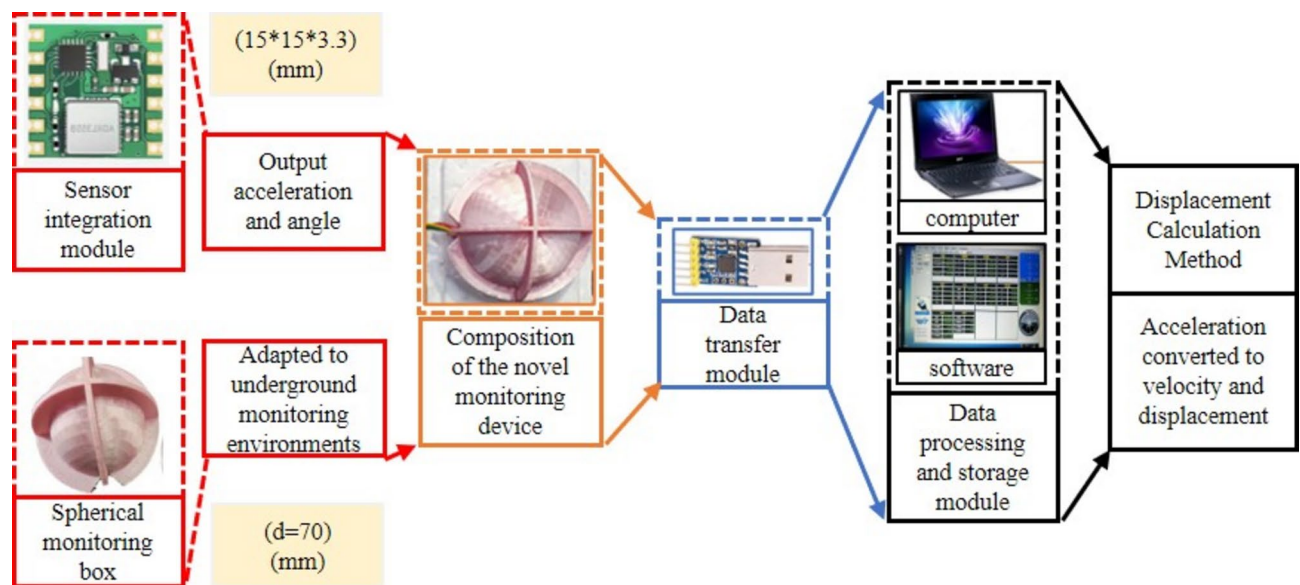 (15*15*3.3)
(mm)
Sensor
integration
module
Output
acceleration
and angle
Spherical
monitoring
box
Adapted to
underground
monitoring
environments
(d=70)
(mm)
Composition
of the novel
monitoring
device
Data
transfer
module
computer
software
Data
processing
and storage
module
Displacement
Calculation
Method
Acceleration
converted to
velocity and
displacement